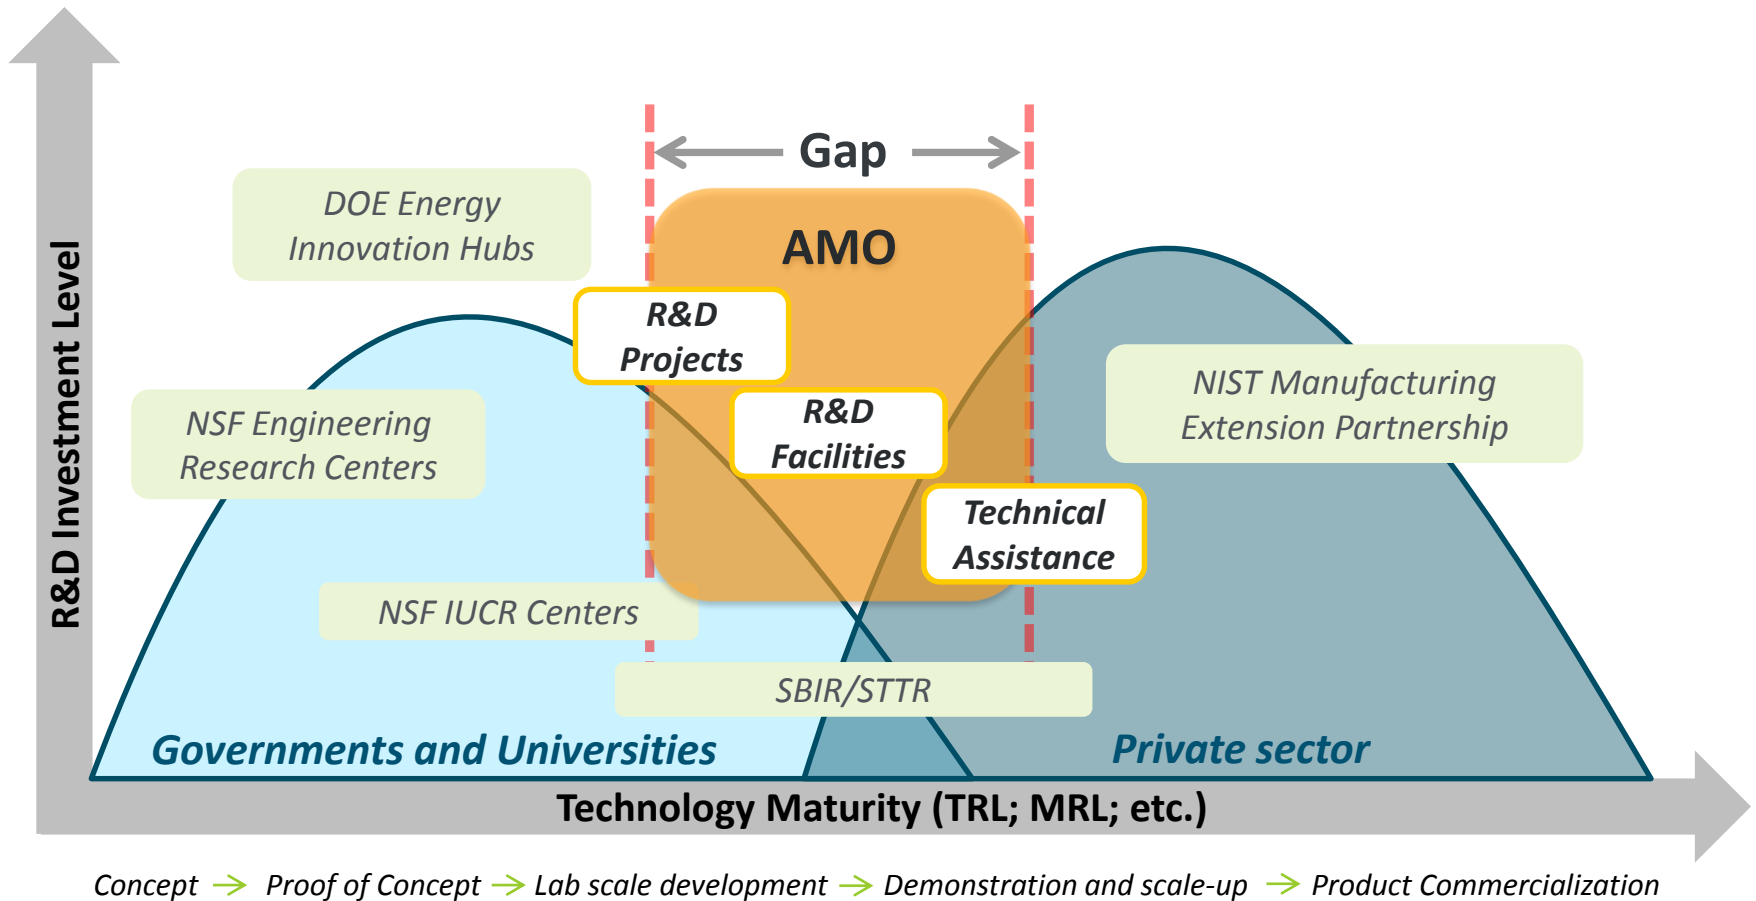 Gap
DOE Energy
Innovation Hubs
AMO
R&D
Projects
NSF Engineering
Research Centers
R&D
Facilities
NIST Manufacturing
Extension Partnership
Technical
Assistance
NSF IUCR Centers
SBIR/STTR
Governments and Universities
Private sector
R&D Investment Level
Technology Maturity (TRL; MRL; etc.)
Concept → Proof of Concept → Lab scale development → Demonstration and scale-up → Product Commercialization